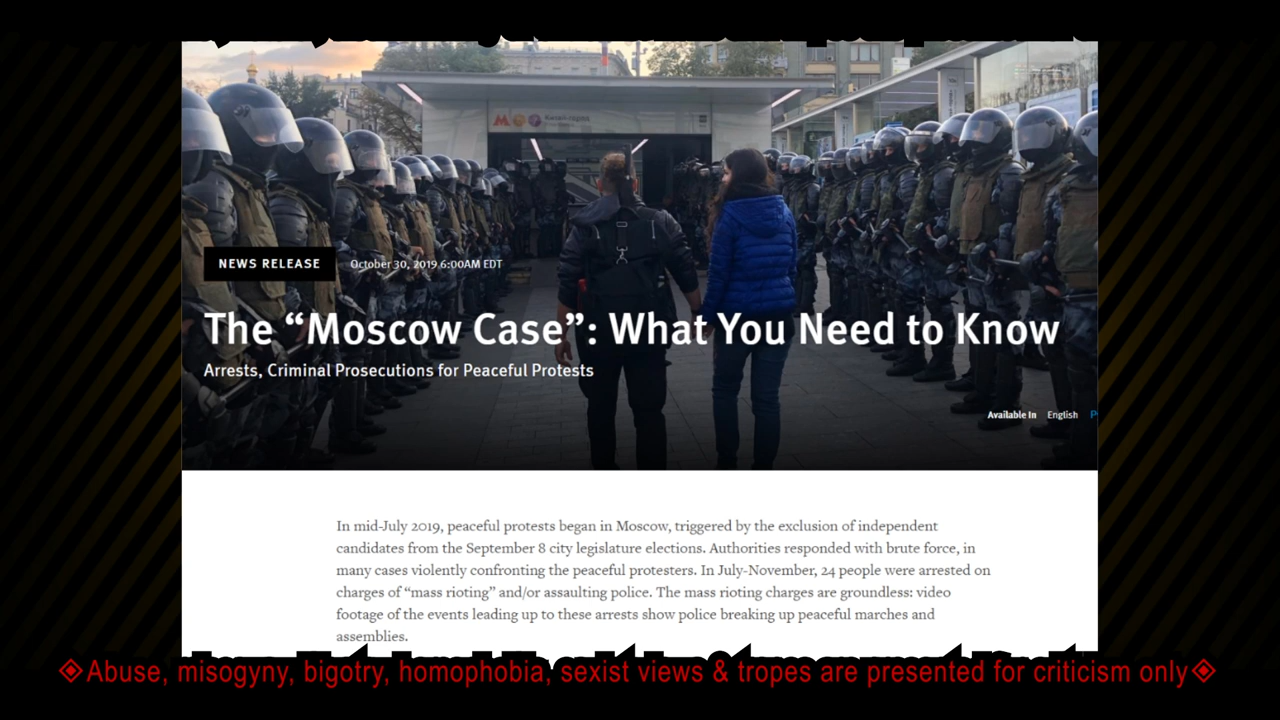 NEWS RELEASE
October 30, 2019 6:00AM EDT
The “Moscow Case”: What You Need to Know
Arrests, Criminal Prosecutions for Peaceful Protests
Available In English
In mid-July 2019, peaceful protests began in Moscow, triggered by the exclusion of independent
candidates from the September 8 city legislature elections. Authorities responded with brute force, in
many cases violently confronting the peaceful protesters. In July-November, 24 people were arrested on
charges of “mass rioting” and/or assaulting police. The mass rioting charges are groundless: video
footage of the events leading up to these arrests show police breaking up peaceful marches and
assemblies.
Abuse, misogyny, bigotry, homophobia, sexist views & tropes are presented for criticism only